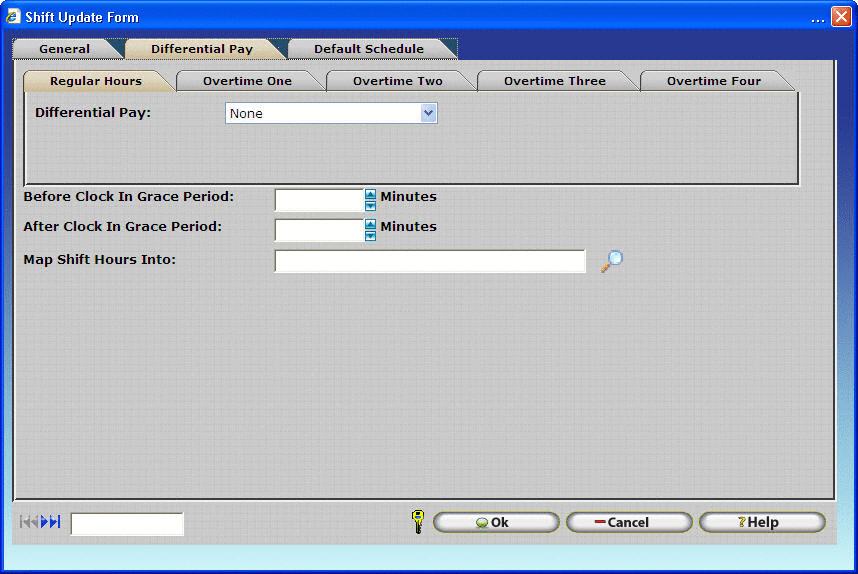 Shift Update Form ...
General Differential Pay Default Schedule
Regular Hours Overtime One Overtime Two Overtime Three Overtime Four
Differential Pay: None
Before Clock In Grace Period: Minutes
After Clock In Grace Period: Minutes
Map Shift Hours Into:
Ok Cancel ?Help